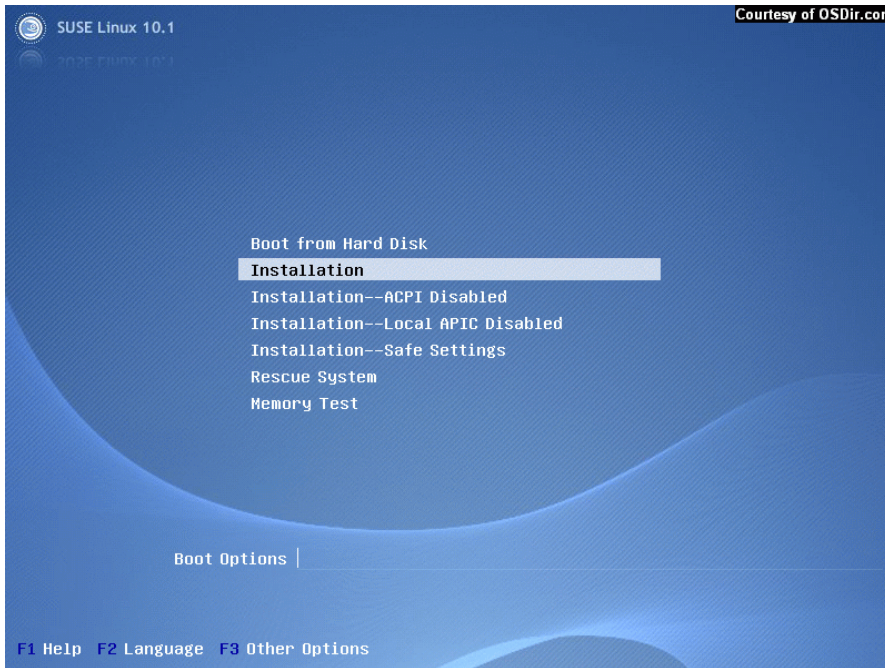 SUSE Linux 10.1
Courtesy of OSDir.com
Boot from Hard Disk
Installation
Installation--ACPI Disabled
Installation--Local APIC Disabled
Installation--Safe Settings
Rescue System
Memory Test
Boot Options
F1 Help F2 Language F3 Other Options